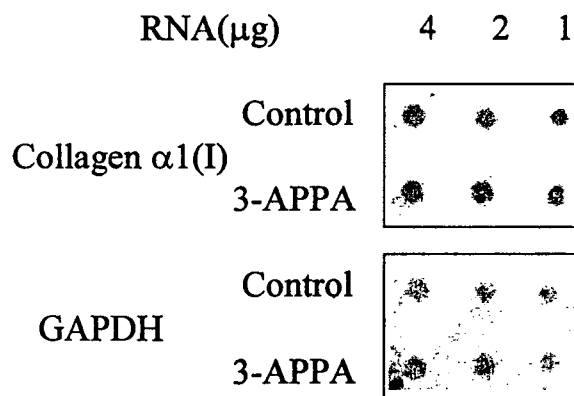 RNA(μg) 4 2 1
Control
Collagen α1(I)
3-APPA
Control
GAPDH
3-APPA